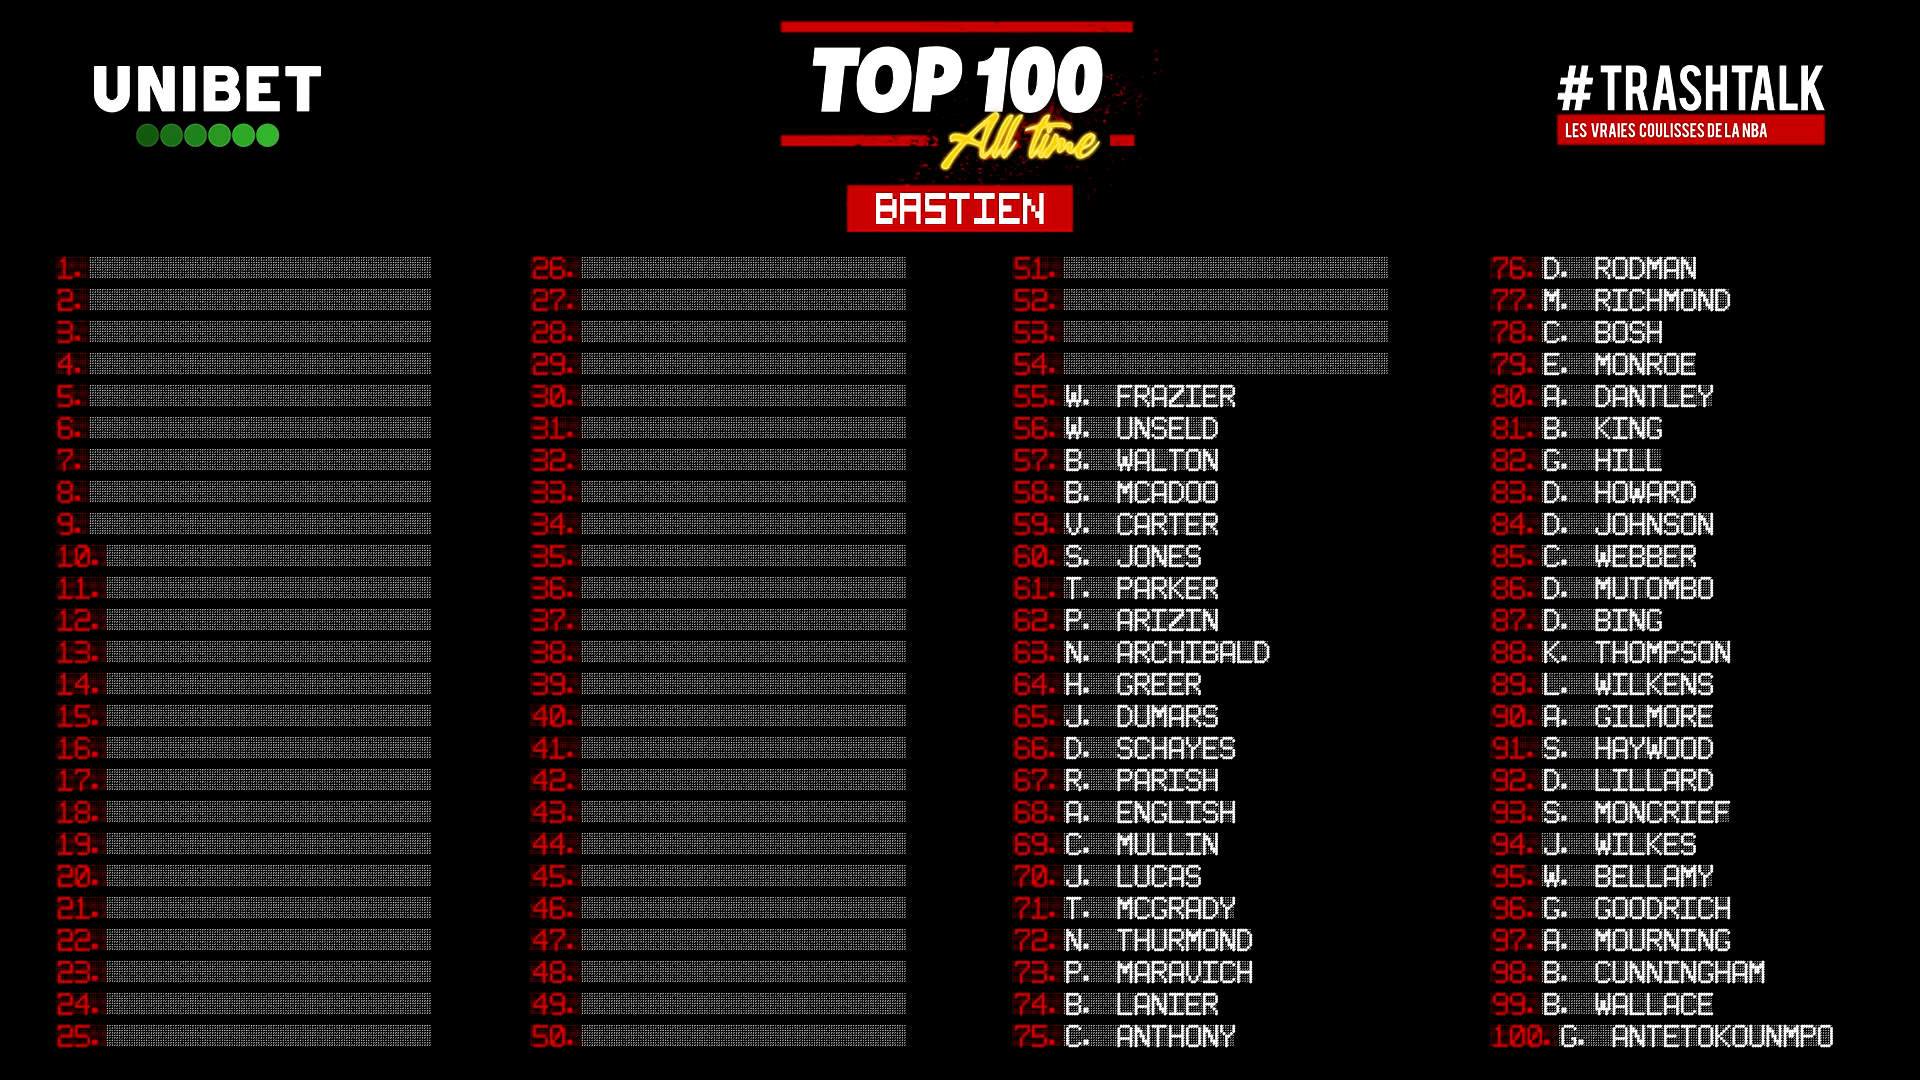 UNIBET
TOP 100
All time
#TRASHTALK
LES VRAIES COULISSES DE LA NBA
BASTIEN
1.
2.
3.
4.
5.
6.
7.
8.
9.
10.
11.
12.
13.
14.
15.
16.
17.
18.
19.
20.
21.
22.
23.
24.
25.
26.
27.
28.
29.
30.
31.
32.
33.
34.
35.
36.
37.
38.
39.
40.
41.
42.
43.
44.
45.
46.
47.
48.
49.
50.
51.
52.
53.
54.
55. W. FRAZIER
56. W. UNSELD
57. B. WALTON
58. B. MCADOO
59. V. CARTER
60. S. JONES
61. T. PARKER
62. P. ARIZIN
63. N. ARCHIBALD
64. H. GREER
65. J. DUMARS
66. D. SCHAYES
67. R. PARISH
68. A. ENGLISH
69. C. MULLIN
70. J. LUCAS
71. T. MCGRADY
72. N. THURMOND
73. P. MARAVICH
74. B. LANIER
75. C. ANTHONY
76. D. RODMAN
77. M. RICHMOND
78. C. BOSH
79. E. MONROE
80. A. DANTLEY
81. B. KING
82. G. HILL
83. D. HOWARD
84. D. JOHNSON
85. C. WEBBER
86. D. MUTOMBO
87. D. BING
88. K. THOMPSON
89. L. WILKENS
90. A. GILMORE
91. S. HAYWOOD
92. D. LILLARD
93. S. MONCRIEF
94. J. WILKES
95. W. BELLAMY
96. G. GOODRICH
97. A. MOURNING
98. B. CUNNINGHAM
99. B. WALLACE
100. G. ANTETOKOUNMPO